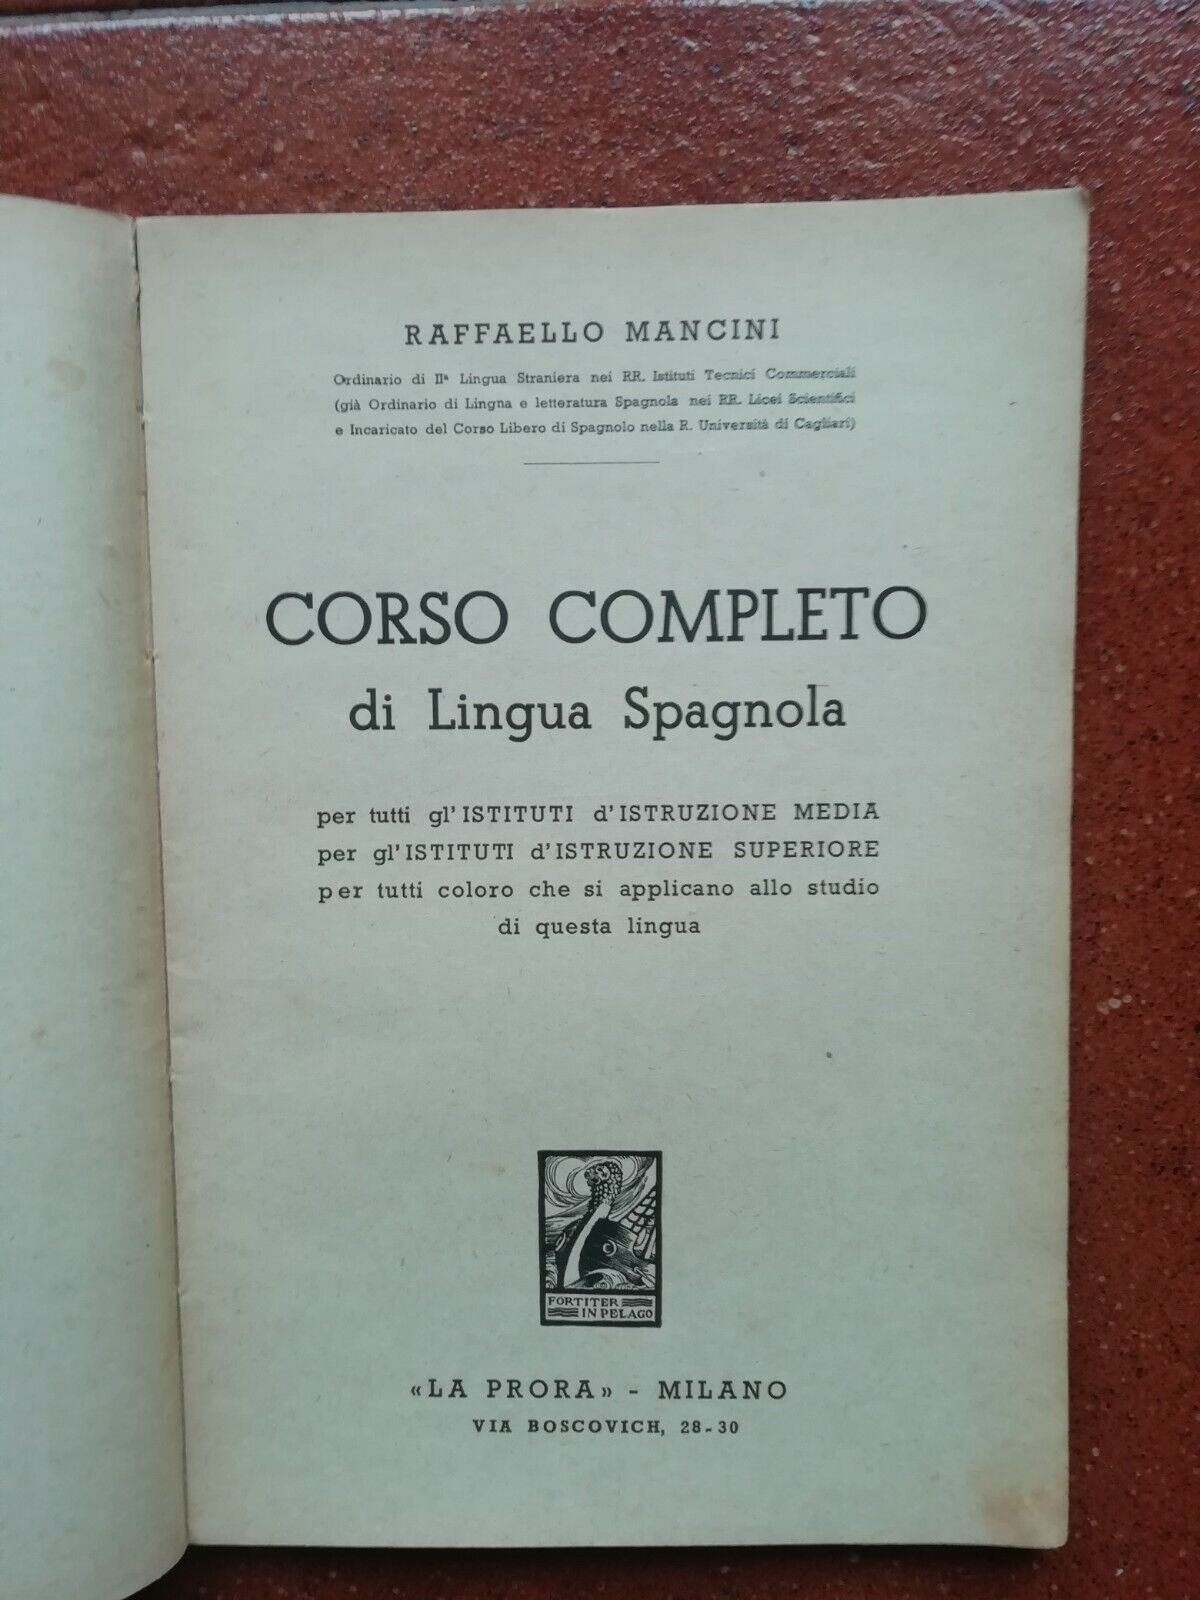 RAFFAELLO MANCINI
Ordinario di IIª Lingua Straniera nei RR. Istituti Tecnici Commerciali
(già Ordinario di Lingna e letteratura Spagnola nei RR. Licei Scientifici
e Incaricato del Corso Libero di Spagnolo nella R. Università di Cagliari)
CORSO COMPLETO
di Lingua Spagnola
per tutti gl'ISTITUTI d'ISTRUZIONE MEDIA
per gl'ISTITUTI d'ISTRUZIONE SUPERIORE
per tutti coloro che si applicano allo studio
di questa lingua
FORTITER
IN PELAGO
«LA PRORA» - MILANO
VIA BOSCOVICH, 28-30